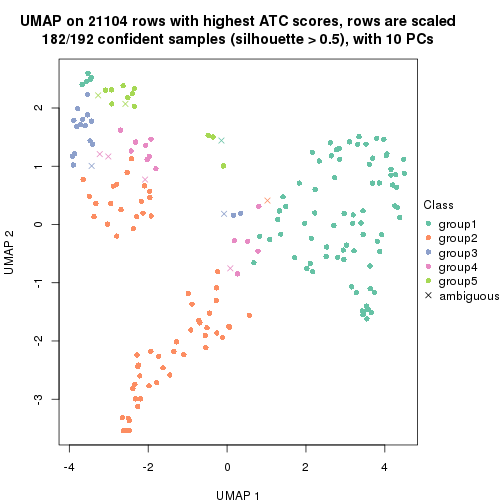 UMAP on 21104 rows with highest ATC scores, rows are scaled
182/192 confident samples (silhouette > 0.5), with 10 PCs
2
1
0
-1
-2
-3
UMAP 2
-4
-2
0
2
4
UMAP 1
Class
group1
group2
group3
group4
group5
ambiguous